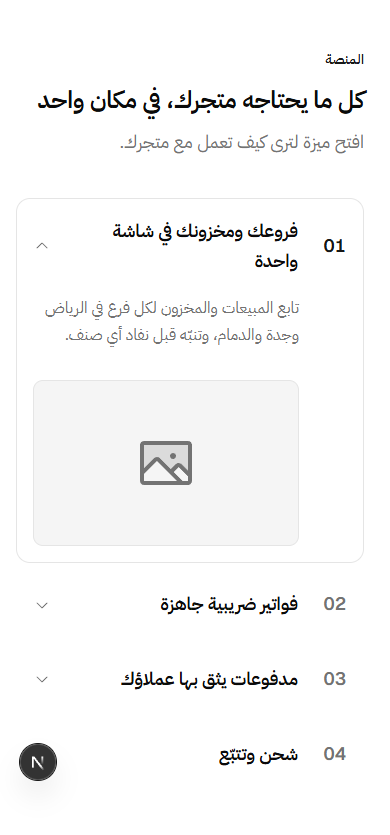 المنصة
كل ما يحتاجه متجرك، في مكان واحد
افتح ميزة لترى كيف تعمل مع متجرك.
01
فروعك ومخزونك في شاشة
واحدة
تابع المبيعات والمخزون لكل فرع في الرياض
وجدة والدمام، وتنبّه قبل نفاد أي صنف.
02 فواتير ضريبية جاهزة
03 مدفوعات يثق بها عملاؤك
04 شحن وتتبّع
N